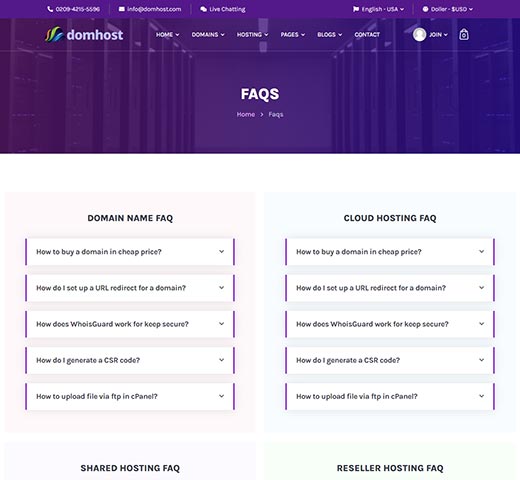 0209-4215-5596 info@domhost.com Live Chatting English - USA Doller - $USD
domhost HOME DOMAINS HOSTING PAGES BLOGS CONTACT JOIN 0
FAQS
Home > Faqs
DOMAIN NAME FAQ
How to buy a domain in cheap price?
How do I set up a URL redirect for a domain?
How does WhoisGuard work for keep secure?
How do I generate a CSR code?
How to upload file via ftp in cPanel?
CLOUD HOSTING FAQ
How to buy a domain in cheap price?
How do I set up a URL redirect for a domain?
How does WhoisGuard work for keep secure?
How do I generate a CSR code?
How to upload file via ftp in cPanel?
SHARED HOSTING FAQ
RESELLER HOSTING FAQ